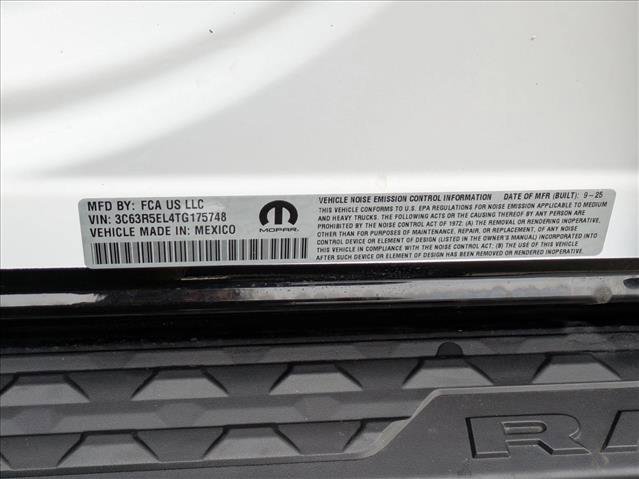 MFD BY: FCA US LLC
VIN: 3C63R5EL4TG175748
VEHICLE MADE IN: MEXICO
MOPAR
VEHICLE NOISE EMISSION CONTROL INFORMATION DATE OF MFR (BUILT): 9-25
THIS VEHICLE CONFORMS TO U.S. EPA REGULATIONS FOR NOISE EMISSION APPLICABLE TO MEDIUM
AND HEAVY TRUCKS. THE FOLLOWING ACTS OR THE CAUSING THEREOF BY ANY PERSON ARE
PROHIBITED BY THE NOISE CONTROL ACT OF 1972: (A) THE REMOVAL OR RENDERING INOPERATIVE,
OTHER THAN FOR PURPOSES OF MAINTENANCE, REPAIR, OR REPLACEMENT, OF ANY NOISE
CONTROL DEVICE OR ELEMENT OF DESIGN (LISTED IN THE OWNER'S MANUAL) INCORPORATED INTO
THIS VEHICLE IN COMPLIANCE WITH THE NOISE CONTROL ACT; (B) THE USE OF THIS VEHICLE
AFTER SUCH DEVICE OR ELEMENT OF DESIGN HAS BEEN REMOVED OR RENDERED INOPERATIVE.